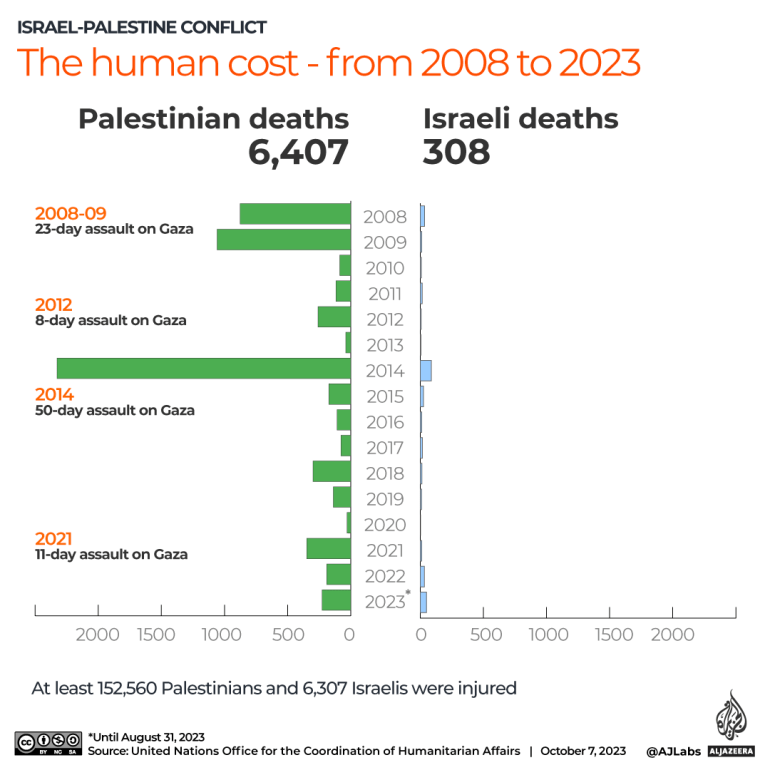 ISRAEL-PALESTINE CONFLICT
The human cost - from 2008 to 2023
Palestinian deaths
6,407
Israeli deaths
308
2008-09
23-day assault on Gaza
2012
8-day assault on Gaza
2014
50-day assault on Gaza
2021
11-day assault on Gaza
2008
2009
2010
2011
2012
2013
2014
2015
2016
2017
2018
2019
2020
2021
2022
2023*
2000 1500 1000 500 0
0 500 1000 1500 2000
At least 152,560 Palestinians and 6,307 Israelis were injured
cc BY NC SA
*Until August 31, 2023
Source: United Nations Office for the Coordination of Humanitarian Affairs | October 7, 2023 @AJLabs
ALJAZEERA